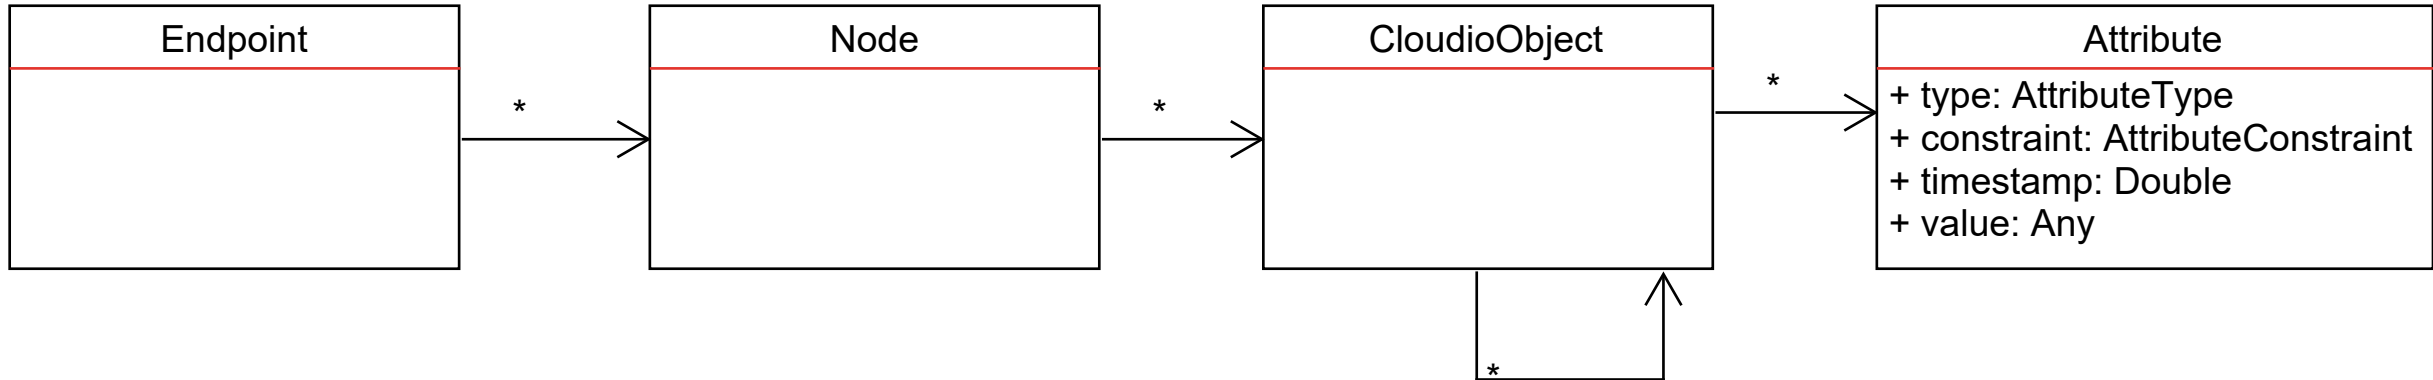 Endpoint
*
Node
*
CloudioObject
*
*
Attribute
+ type: AttributeType
+ constraint: AttributeConstraint
+ timestamp: Double
+ value: Any